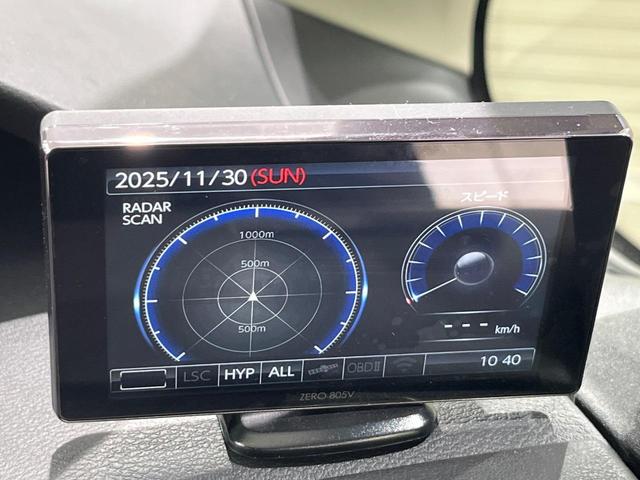 2025/11/30(SUN)
RADAR
SCAN
1000m
500m
500m
スピード
--- km/h
LSC HYP ALL OBDII 10 40
ZERO 805V